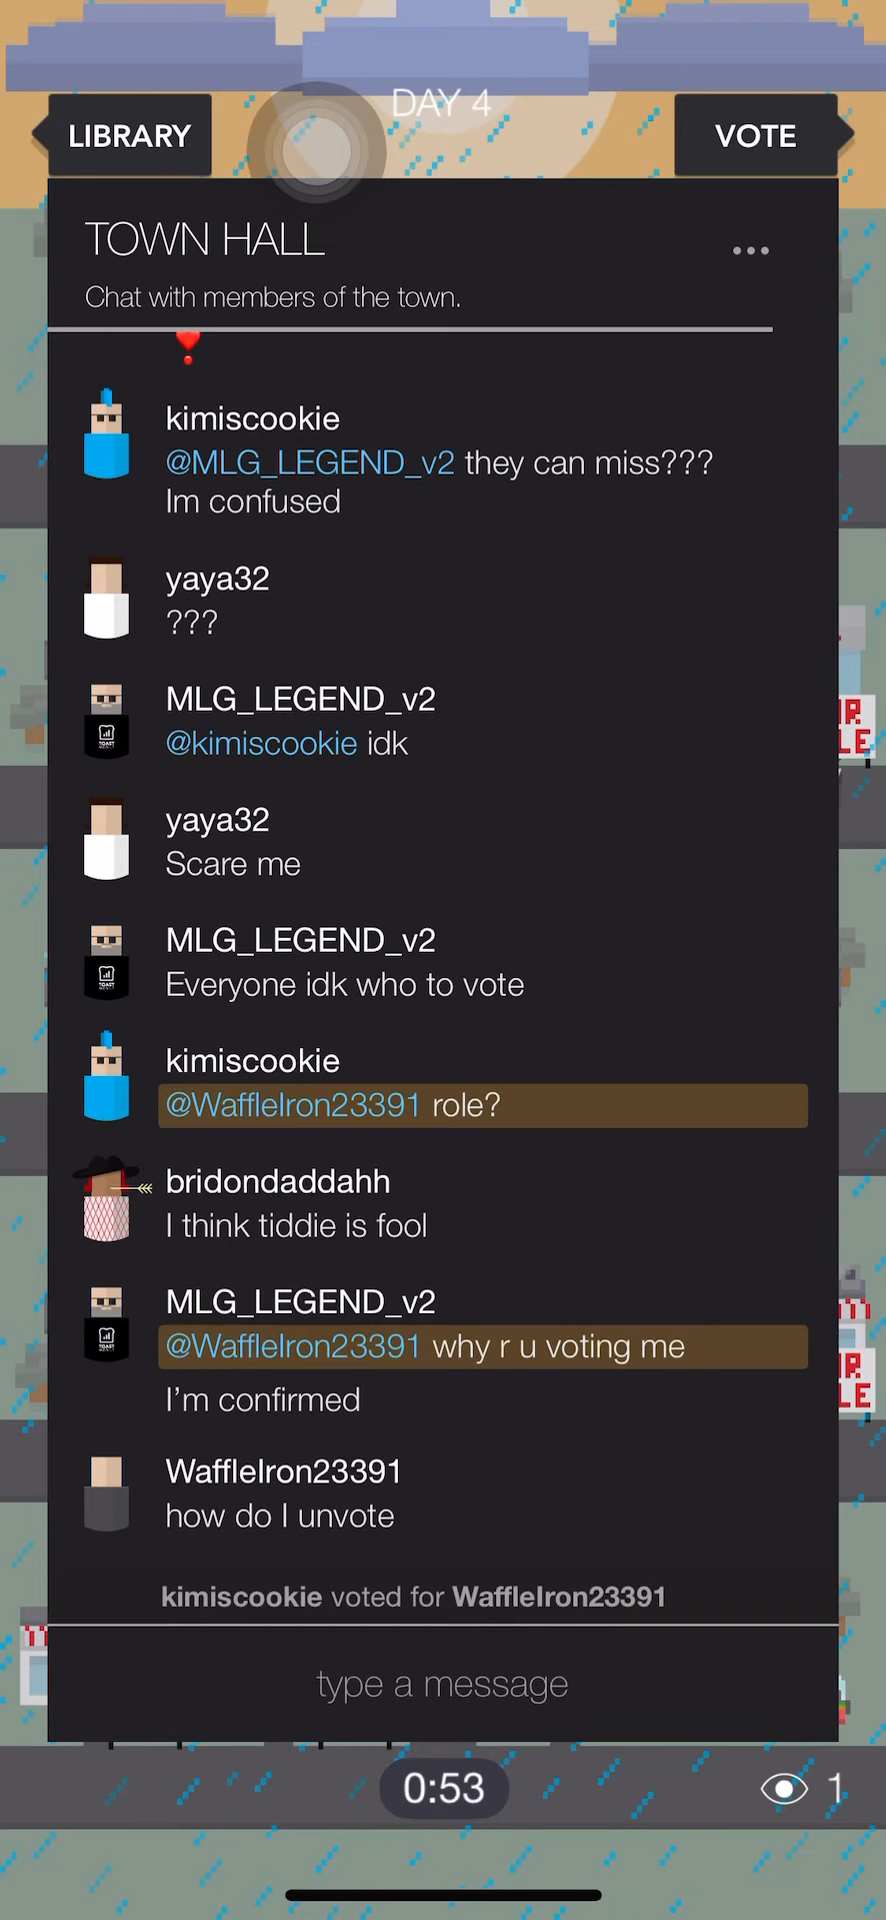 DAY 4
LIBRARY
VOTE
TOWN HALL
Chat with members of the town.
kimiscookie
@MLG_LEGEND_v2 they can miss???
Im confused
yaya32
???
MLG_LEGEND_v2
@kimiscookie idk
yaya32
Scare me
MLG_LEGEND_v2
Everyone idk who to vote
kimiscookie
@WaffleIron23391 role?
bridondaddahh
I think tiddie is fool
MLG_LEGEND_v2
@WaffleIron23391 why r u voting me
I'm confirmed
WaffleIron23391
how do I unvote
kimiscookie voted for WaffleIron23391
type a message
0:53
1